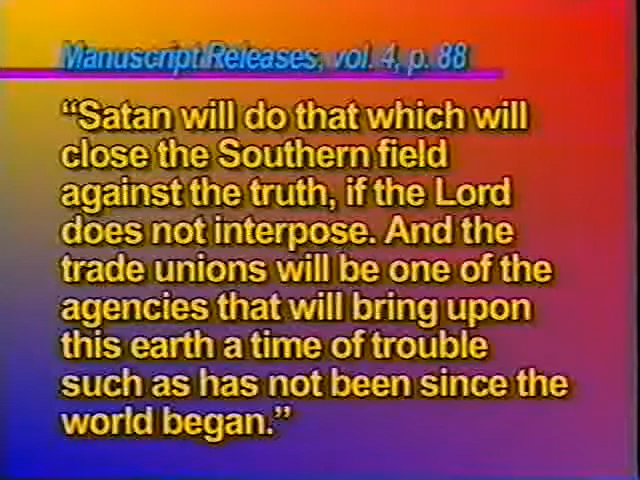 Manuscript Releases, vol. 4, p. 88
“Satan will do that which will
close the Southern field
against the truth, if the Lord
does not interpose. And the
trade unions will be one of the
agencies that will bring upon
this earth a time of trouble
such as has not been since the
world began.”